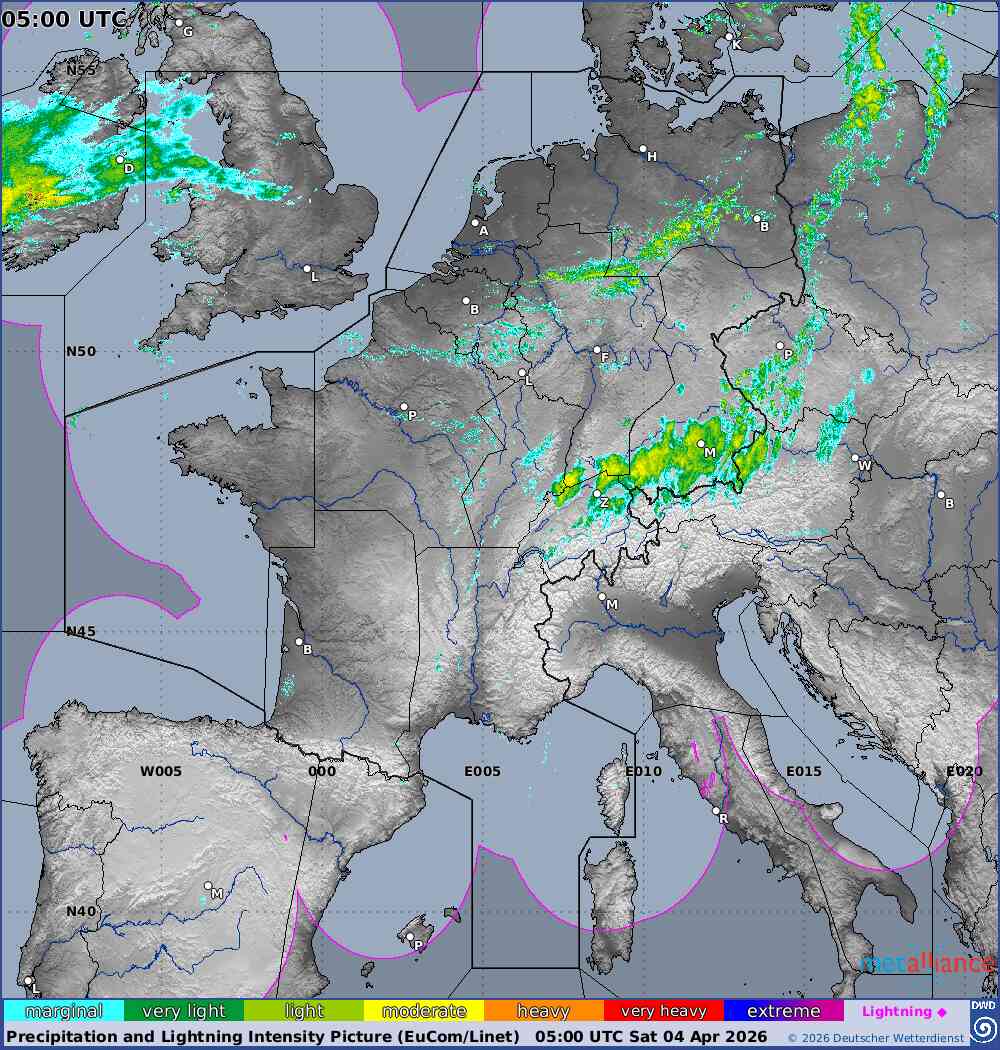 05:00 UTC
G
K
N55
D
H
A
B
L
B
N50
F
P
L
P
M
W
Z
B
M
N45
B
W005
000
E005
E010
E015
E020
R
M
N40
P
metalliance
L
marginal very light light moderate heavy very heavy extreme Lightning ◆
DWD
Precipitation and Lightning Intensity Picture (EuCom/Linet) 05:00 UTC Sat 04 Apr 2026 © 2026 Deutscher Wetterdienst